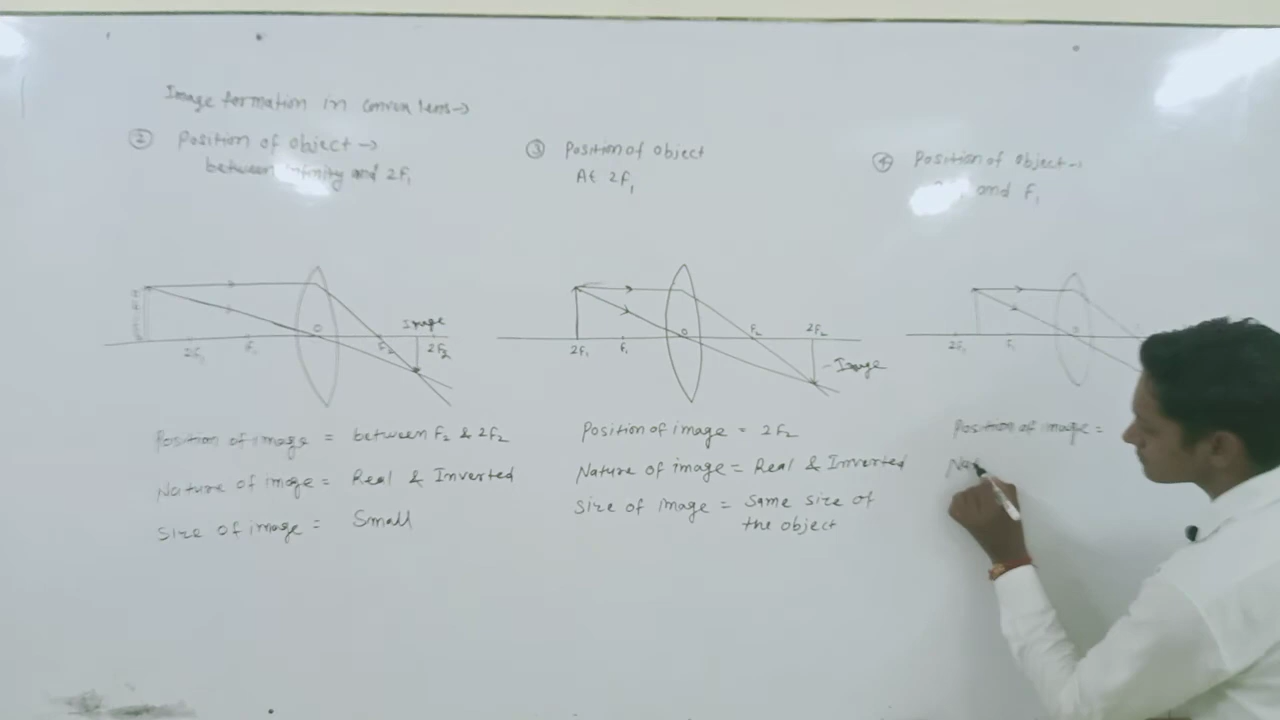 Image formation in convex lens→
② Position of object →
between infinity and 2F₁
2F₁
F₁
O
F₂
2F₂
Image
Position of image = between F₂ & 2F₂
Nature of image = Real & Inverted
Size of image = Small
③ Position of object
At 2F₁
2F₁
F₁
O
F₂
2F₂
Image
Position of image = 2F₂
Nature of image = Real & Inverted
Size of image = Same size of
the object
④ Position of object→
and F₁
2F₁
F₁
O
Position of image =
Nat